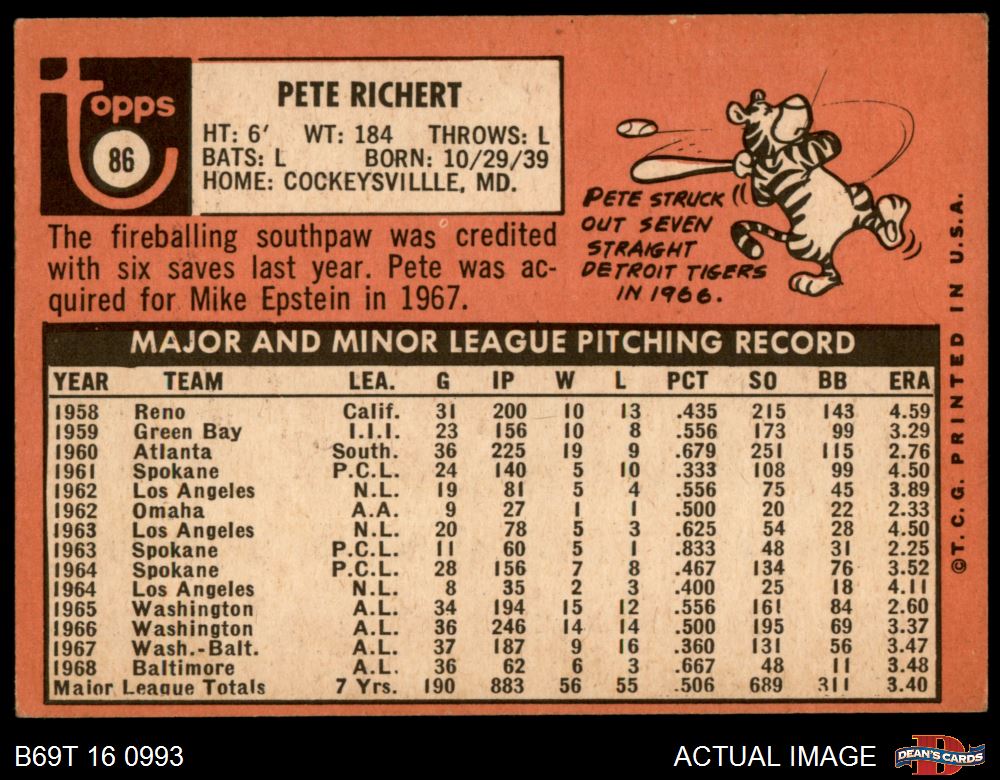 topps
86
PETE RICHERT
HT: 6' WT: 184 THROWS: L
BATS: L BORN: 10/29/39
HOME: COCKEYSVILLLE, MD.
The fireballing southpaw was credited
with six saves last year. Pete was ac-
quired for Mike Epstein in 1967.
PETE STRUCK
OUT SEVEN
STRAIGHT
DETROIT TIGERS
IN 1966.
MAJOR AND MINOR LEAGUE PITCHING RECORD
YEAR TEAM LEA. G IP W L PCT SO BB ERA
1958 Reno Calif. 31 200 10 13 .435 215 143 4.59
1959 Green Bay I.I.I. 23 156 10 8 .556 173 99 3.29
1960 Atlanta South. 36 225 19 9 .679 251 115 2.76
1961 Spokane P.C.L. 24 140 5 10 .333 108 99 4.50
1962 Los Angeles N.L. 19 81 5 4 .556 75 45 3.89
1962 Omaha A.A. 9 27 1 1 .500 20 22 2.33
1963 Los Angeles N.L. 20 78 5 3 .625 54 28 4.50
1963 Spokane P.C.L. 11 60 5 1 .833 48 31 2.25
1964 Spokane P.C.L. 28 156 7 8 .467 134 76 3.52
1964 Los Angeles N.L. 8 35 2 3 .400 25 18 4.11
1965 Washington A.L. 34 194 15 12 .556 161 84 2.60
1966 Washington A.L. 36 246 14 14 .500 195 69 3.37
1967 Wash.-Balt. A.L. 37 187 9 16 .360 131 56 3.47
1968 Baltimore A.L. 36 62 6 3 .667 48 11 3.48
Major League Totals 7 Yrs. 190 883 56 55 .506 689 311 3.40
©T.C.G. PRINTED IN U.S.A.
B69T 16 0993
ACTUAL IMAGE
DEAN'S CARDS